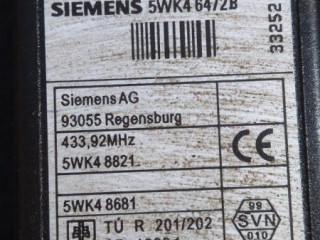 SIEMENS 5WK4 6472B
33252
Siemens AG
93055 Regensburg
433,92MHz
5WK4 8821
CE
5WK4 8681
TÜ R 201/202
99
SVN
010